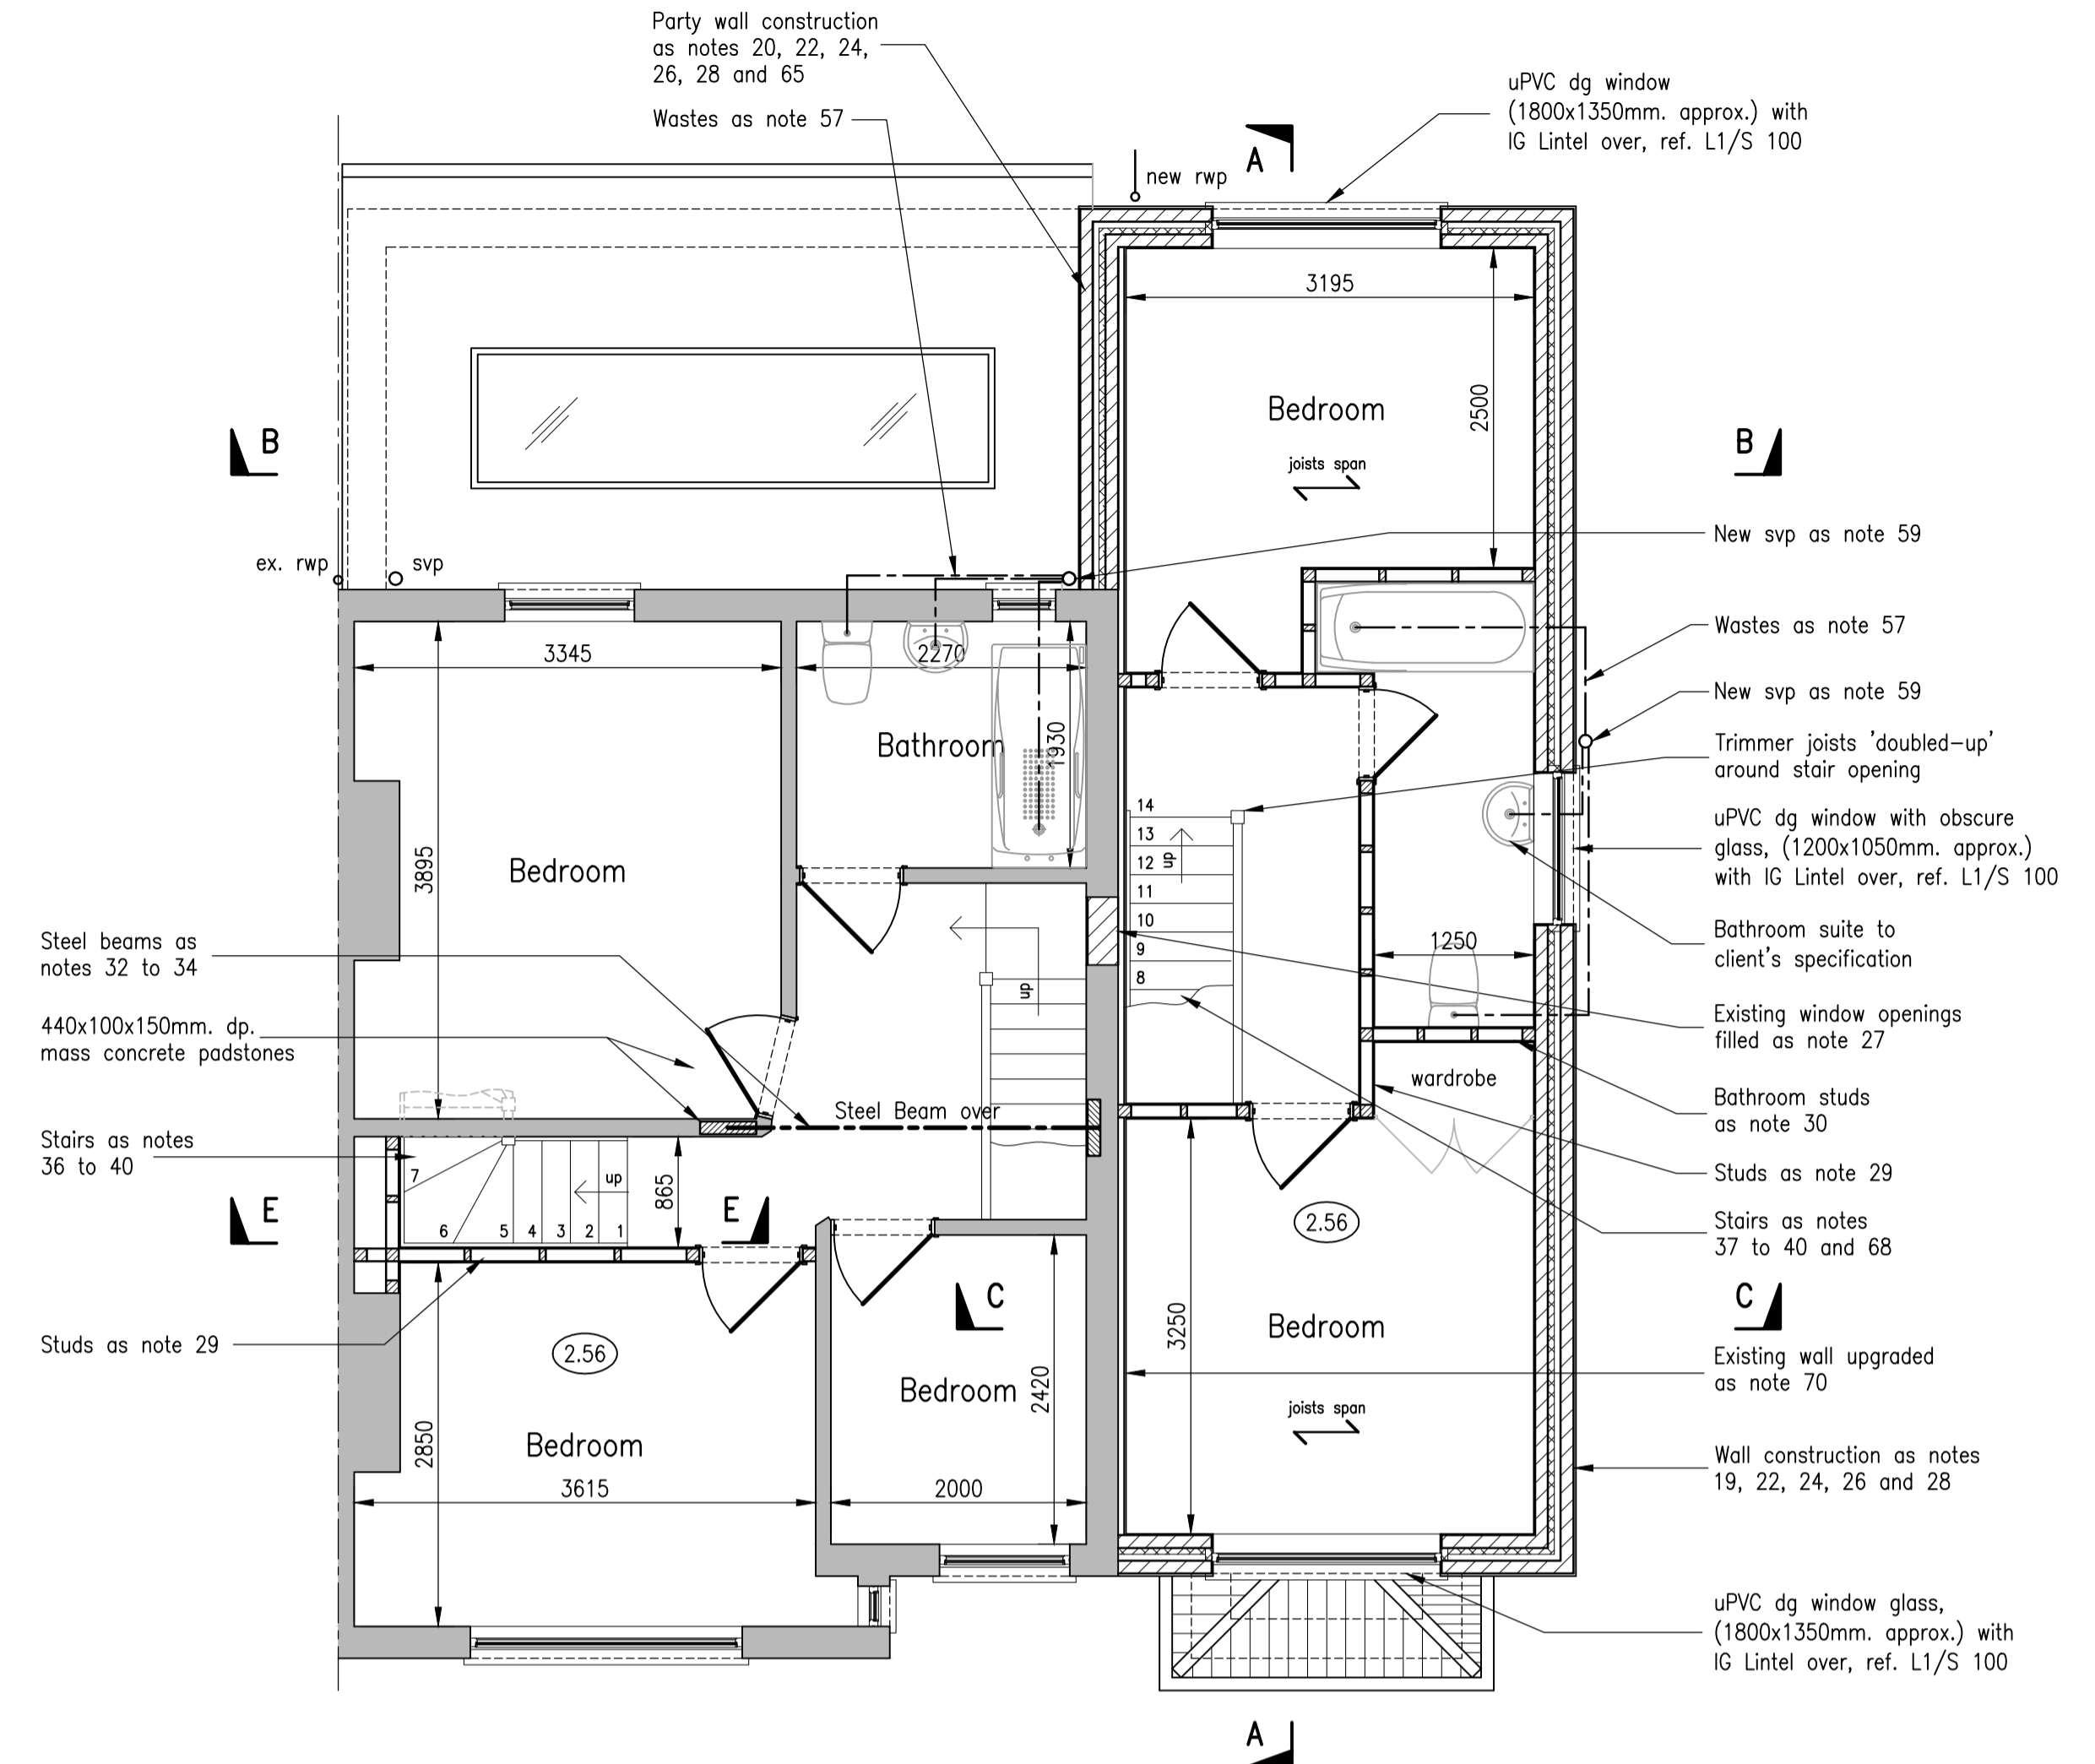 Party wall construction
as notes 20, 22, 24,
26, 28 and 65
Wastes as note 57
uPVC dg window
(1800x1350mm. approx.) with
IG Lintel over, ref. L1/S 100
A
new rwp
3195
2500
Bedroom
joists span
B
B
ex. rwp
svp
New svp as note 59
Wastes as note 57
New svp as note 59
Trimmer joists 'doubled-up'
around stair opening
uPVC dg window with obscure
glass, (1200x1050mm. approx.)
with IG Lintel over, ref. L1/S 100
Bathroom suite to
client's specification
Existing window openings
filled as note 27
Bathroom studs
as note 30
Studs as note 29
Stairs as notes
37 to 40 and 68
C
Existing wall upgraded
as note 70
Wall construction as notes
19, 22, 24, 26 and 28
uPVC dg window glass,
(1800x1350mm. approx.) with
IG Lintel over, ref. L1/S 100
3345
2270
Bathroom
1930
3895
Bedroom
14
13
12
11
10
9
8
up
up
1250
wardrobe
Steel beams as
notes 32 to 34
440x100x150mm. dp.
mass concrete padstones
Steel Beam over
Stairs as notes
36 to 40
7
6
5
4
3
2
1
up
865
E
E
Studs as note 29
2.56
2850
Bedroom
3615
C
Bedroom
2420
2000
2.56
3250
Bedroom
joists span
A